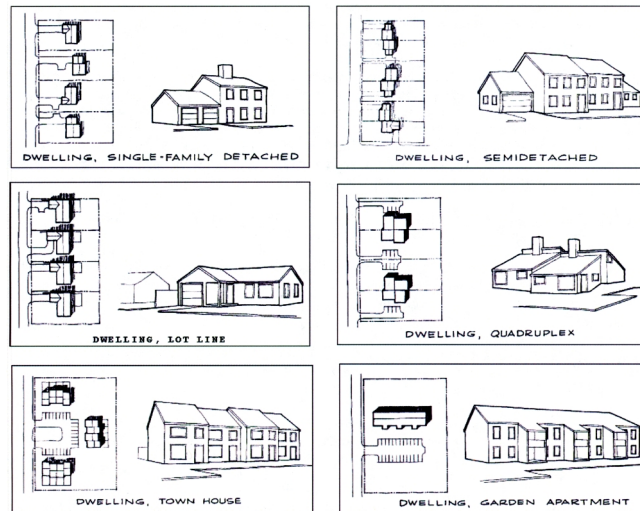 DWELLING, SINGLE-FAMILY DETACHED
DWELLING, SEMIDETACHED
DWELLING, LOT LINE
DWELLING, QUADRUPLEX
DWELLING, TOWN HOUSE
DWELLING, GARDEN APARTMENT